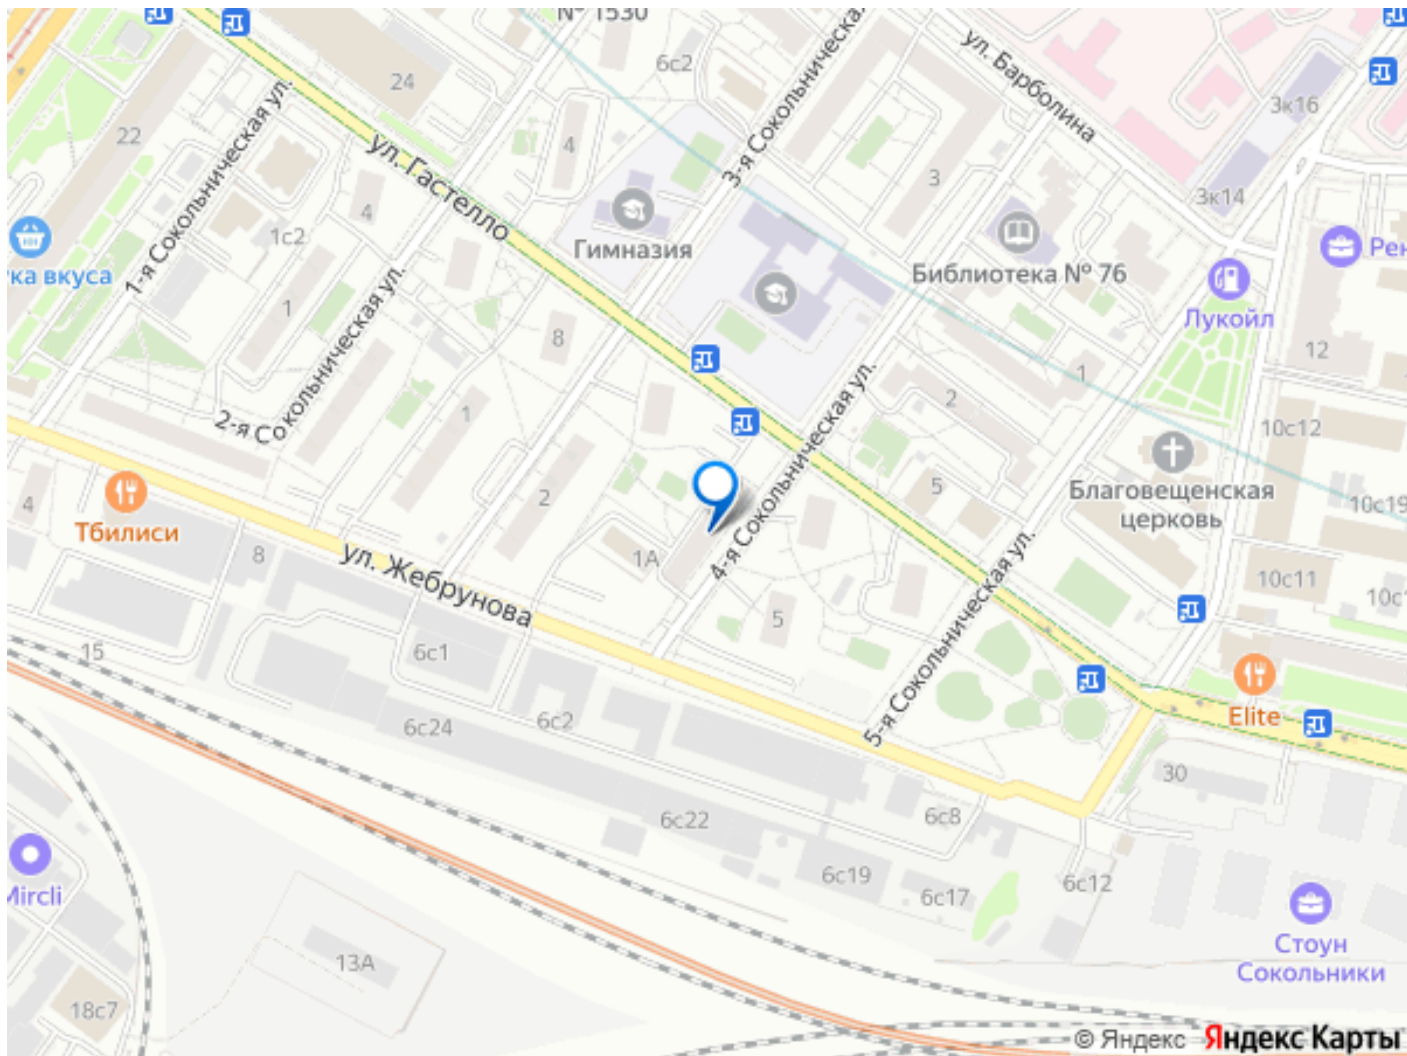 № 1530
6с2
ул. Барболина
3к16
24
22
1-я Сокольническая ул.
ул. Гастелло
4
3-я Сокольническая
3
3к14
4
1с2
Гимназия
Библиотека № 76
Рен
ка вкуса
Лукойл
1
8
12
2-я Сокольническая ул.
1
1
2
4-я Сокольническая ул.
10с12
4
Тбилиси
2
5
Благовещенская
церковь
10с19
8
ул. Жебрунова
1А
10с11
10с
5
5-я Сокольническая ул.
15
6с1
6с24
6с2
Elite
30
6с22
6с8
6с19
6с17
6с12
Mircli
Стоун
Сокольники
13А
18с7
© Яндекс Яндекс Карты